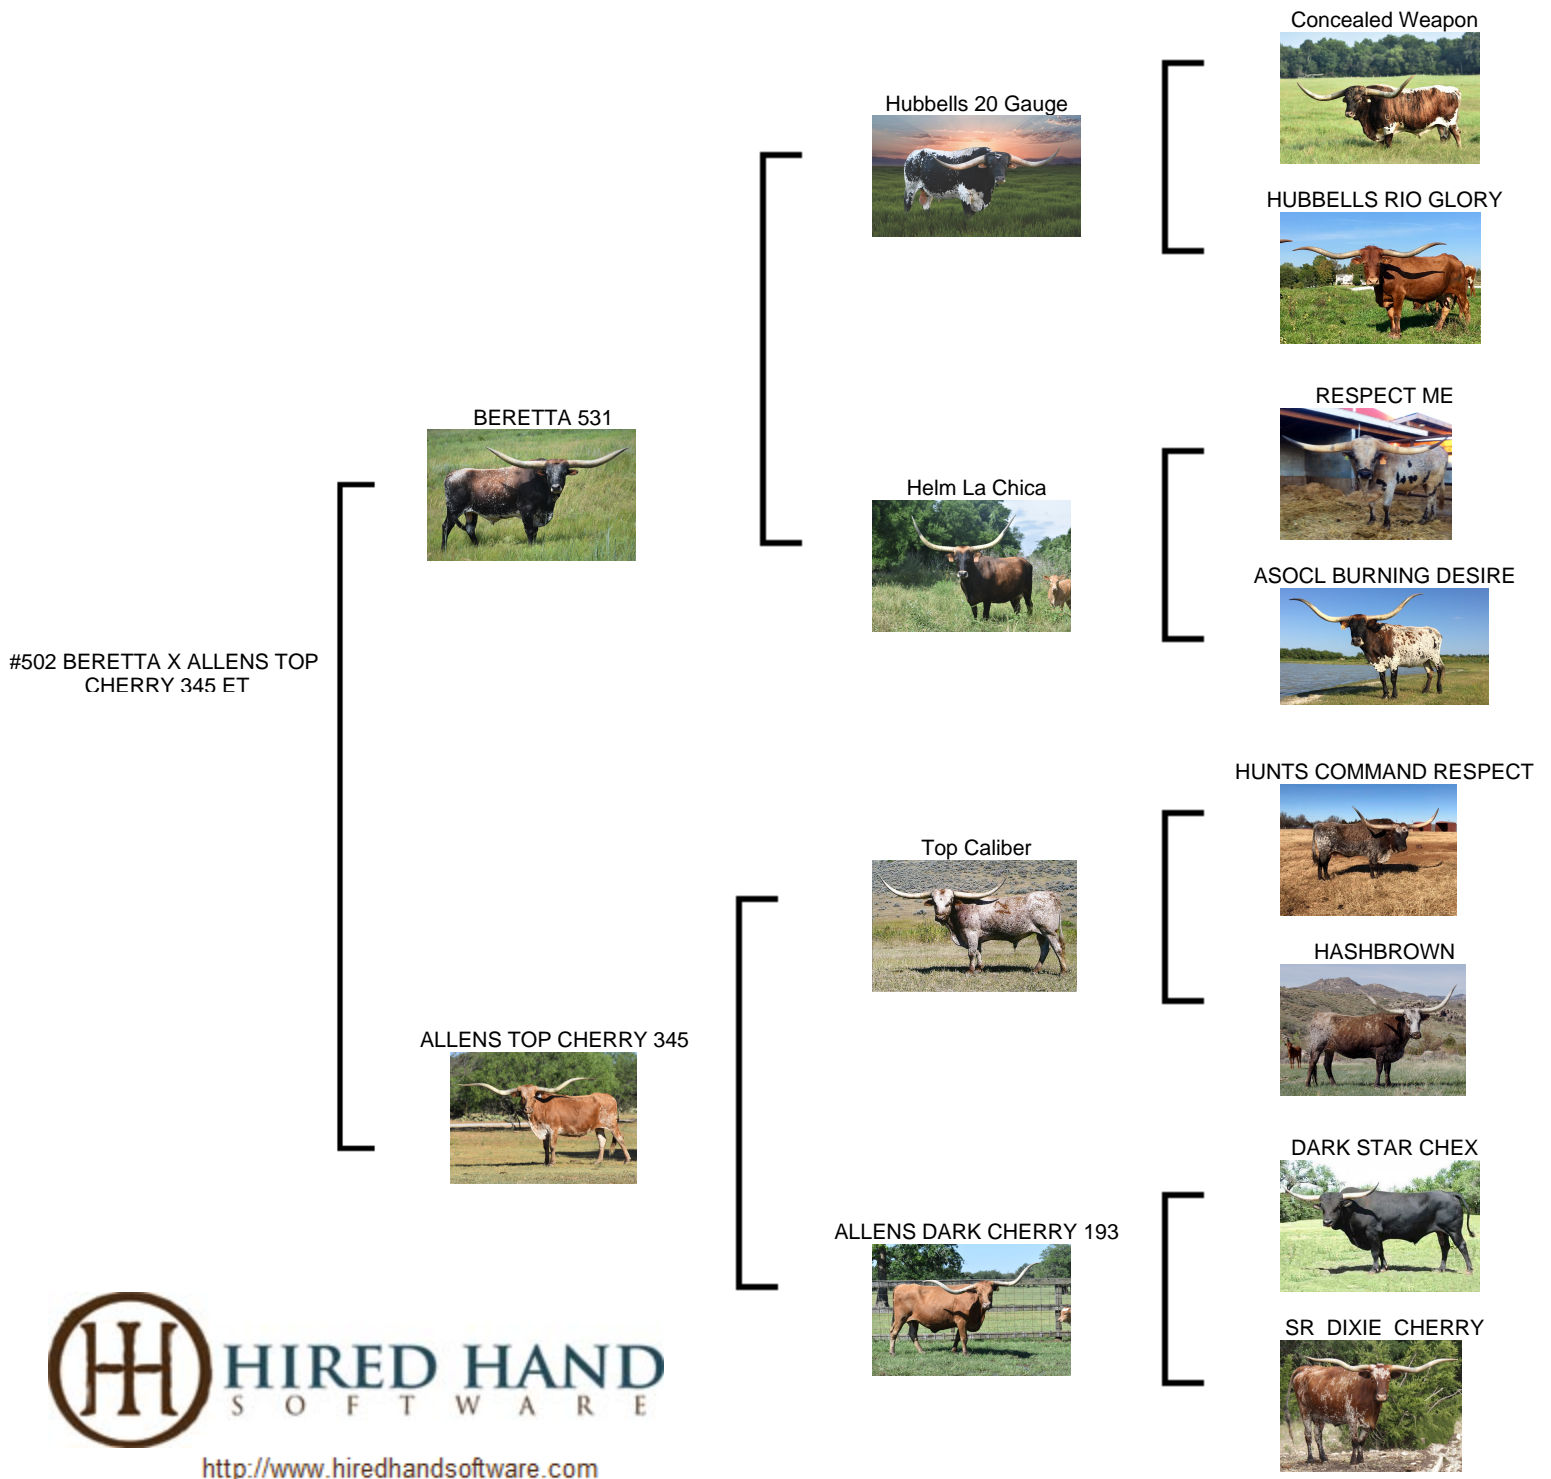 Concealed Weapon
Hubbells 20 Gauge
HUBBELLS RIO GLORY
RESPECT ME
BERETTA 531
Helm La Chica
ASOCL BURNING DESIRE
#502 BERETTA X ALLENS TOP
CHERRY 345 ET
HUNTS COMMAND RESPECT
Top Caliber
HASHBROWN
ALLENS TOP CHERRY 345
DARK STAR CHEX
ALLENS DARK CHERRY 193
SR DIXIE CHERRY
HIRED HAND
SOFTWARE
http://www.hiredhandsoftware.com